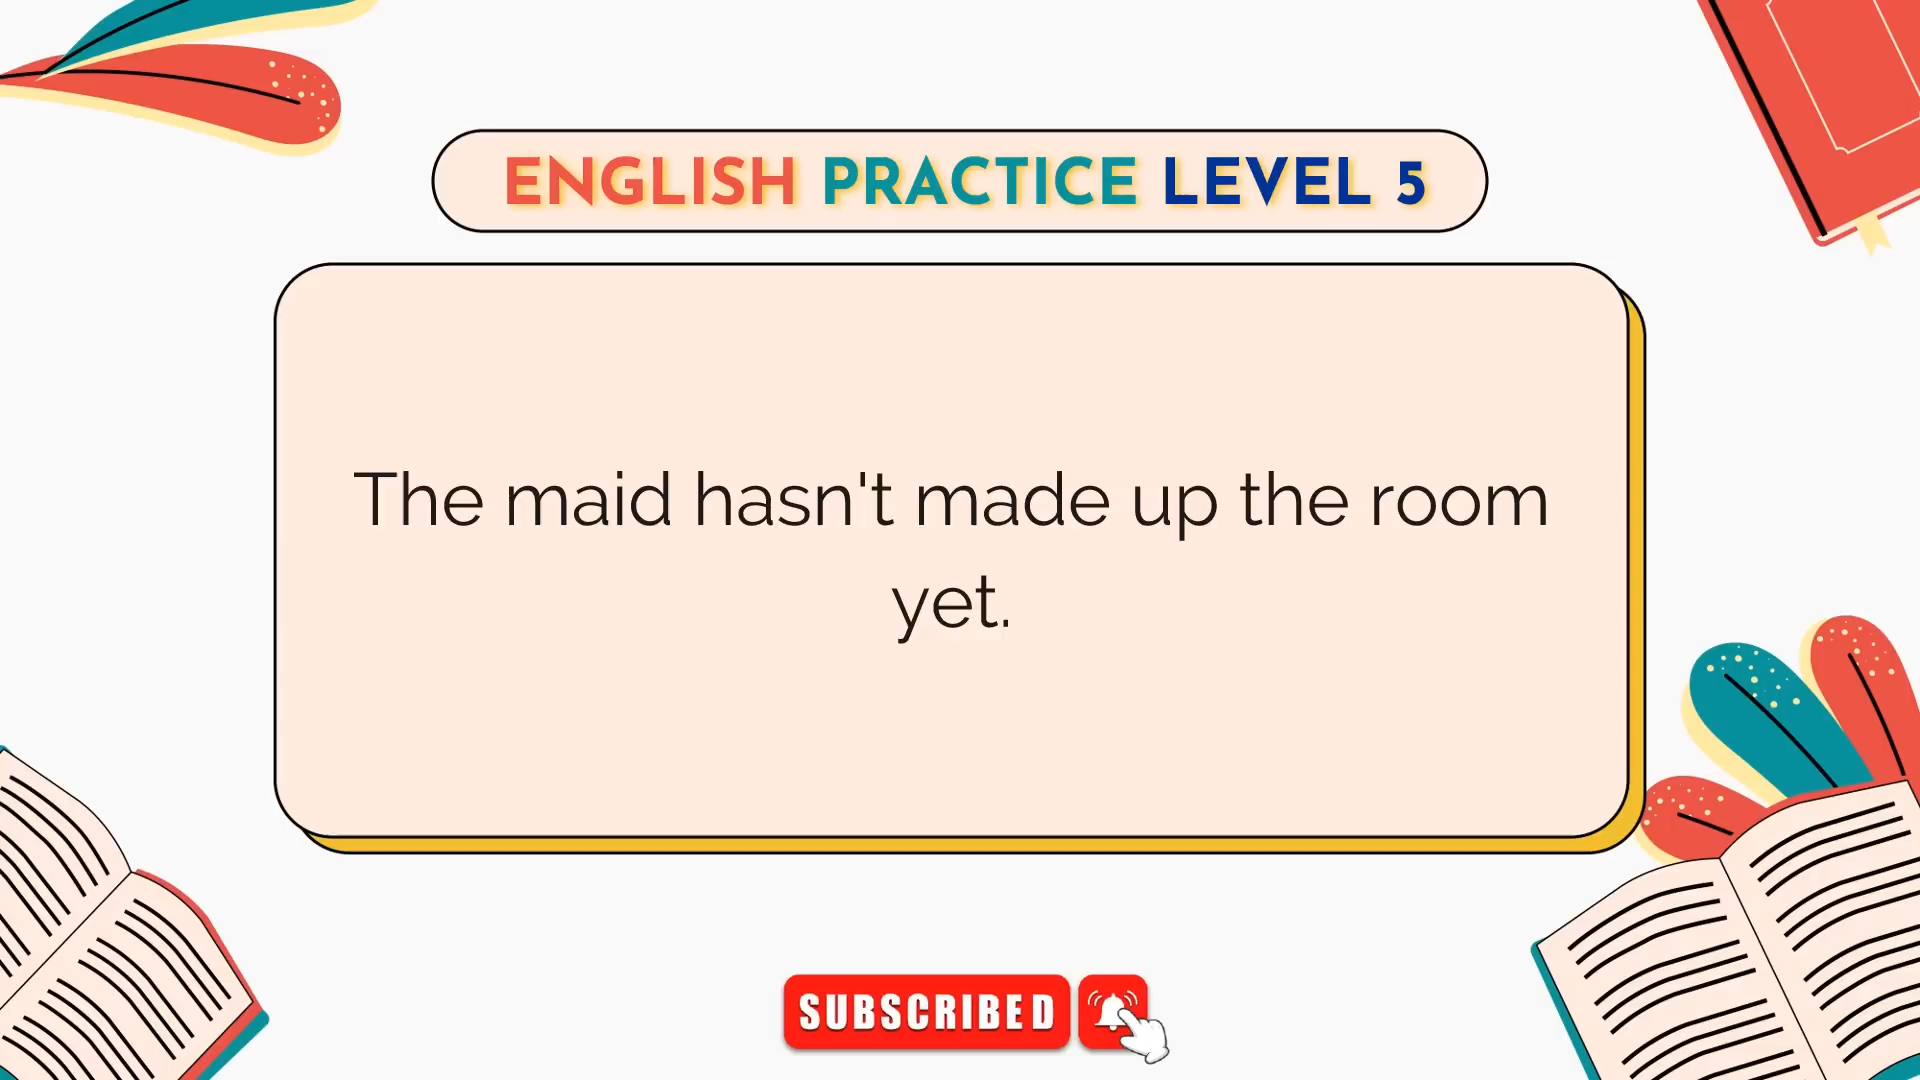 ENGLISH PRACTICE LEVEL 5
The maid hasn't made up the room
yet.
SUBSCRIBED